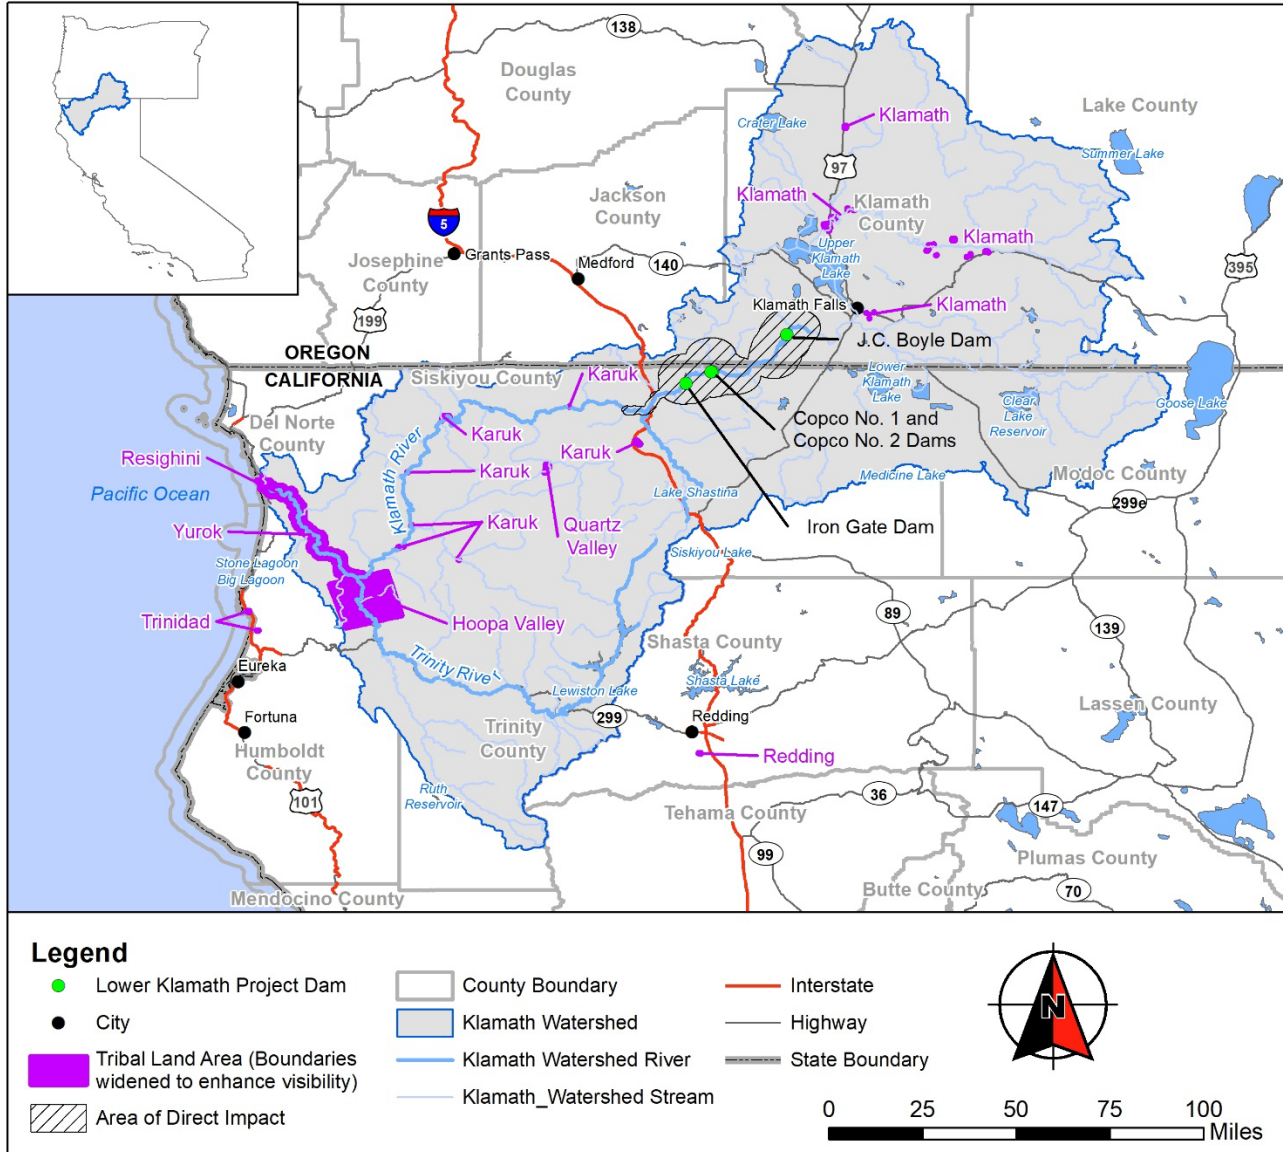 138
Douglas
County
Lake County
Crater Lake
Klamath
Summer Lake
97
Klamath
Klamath
County
Jackson
County
5
Klamath
Upper
Klamath
Lake
Grants Pass
Josephine
County
Medford
140
395
Klamath Falls
Klamath
199
J.C. Boyle Dam
OREGON
CALIFORNIA
Siskiyou County
Karuk
Lower
Klamath
Lake
Clear
Lake
Reservoir
Goose Lake
Del Norte
County
Karuk
Copco No. 1 and
Copco No. 2 Dams
Karuk
Resighini
Klamath River
Karuk
Modoc County
Medicine Lake
Pacific Ocean
Lake Shastina
299e
Yurok
Karuk
Quartz
Valley
Iron Gate Dam
Stone Lagoon
Big Lagoon
Siskiyou Lake
Trinidad
Hoopa Valley
89
139
Shasta County
Eureka
Trinity River
Shasta Lake
Lewiston Lake
Lassen County
Fortuna
299
Redding
Trinity
County
Humboldt
County
Redding
Ruth
Reservoir
101
36
147
Tehama County
99
Plumas County
Mendocino County
Butte County
70
Legend
Lower Klamath Project Dam
City
Tribal Land Area (Boundaries
widened to enhance visibility)
Area of Direct Impact
County Boundary
Klamath Watershed
Klamath Watershed River
Klamath_Watershed Stream
Interstate
Highway
State Boundary
N
0 25 50 75 100
Miles